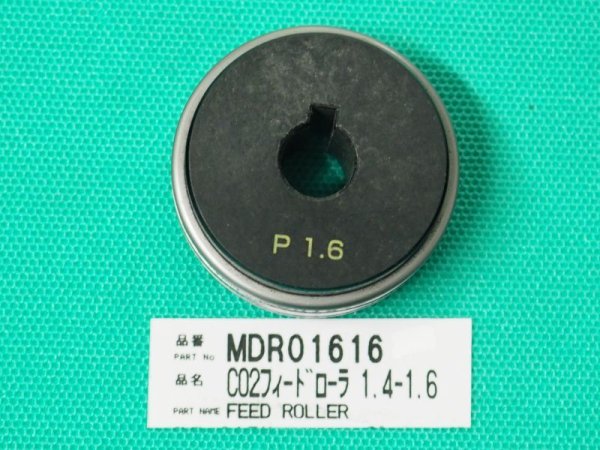 P 1.6
品番
PART No MDR01616
品名 CO2フィードローラ 1.4-1.6
PART NAME FEED ROLLER